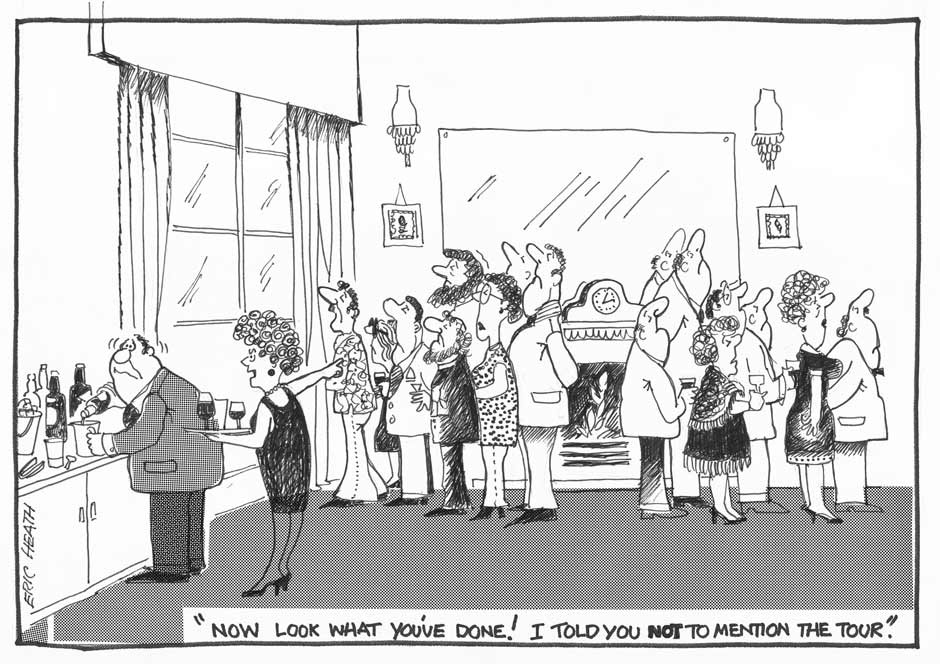 ERIC HEATH
"NOW LOOK WHAT YOU'VE DONE! I TOLD YOU NOT TO MENTION THE TOUR."